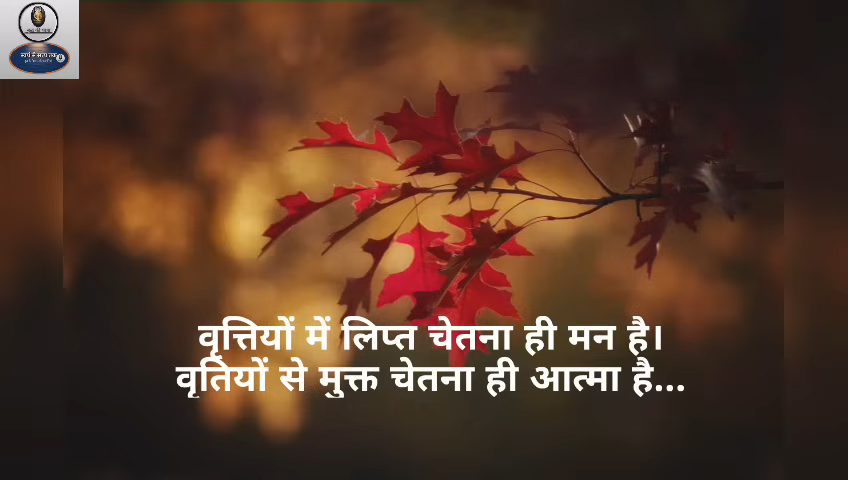 वृत्तियों में लिप्त चेतना ही मन है।
वृतियों से मुक्त चेतना ही आत्मा है...